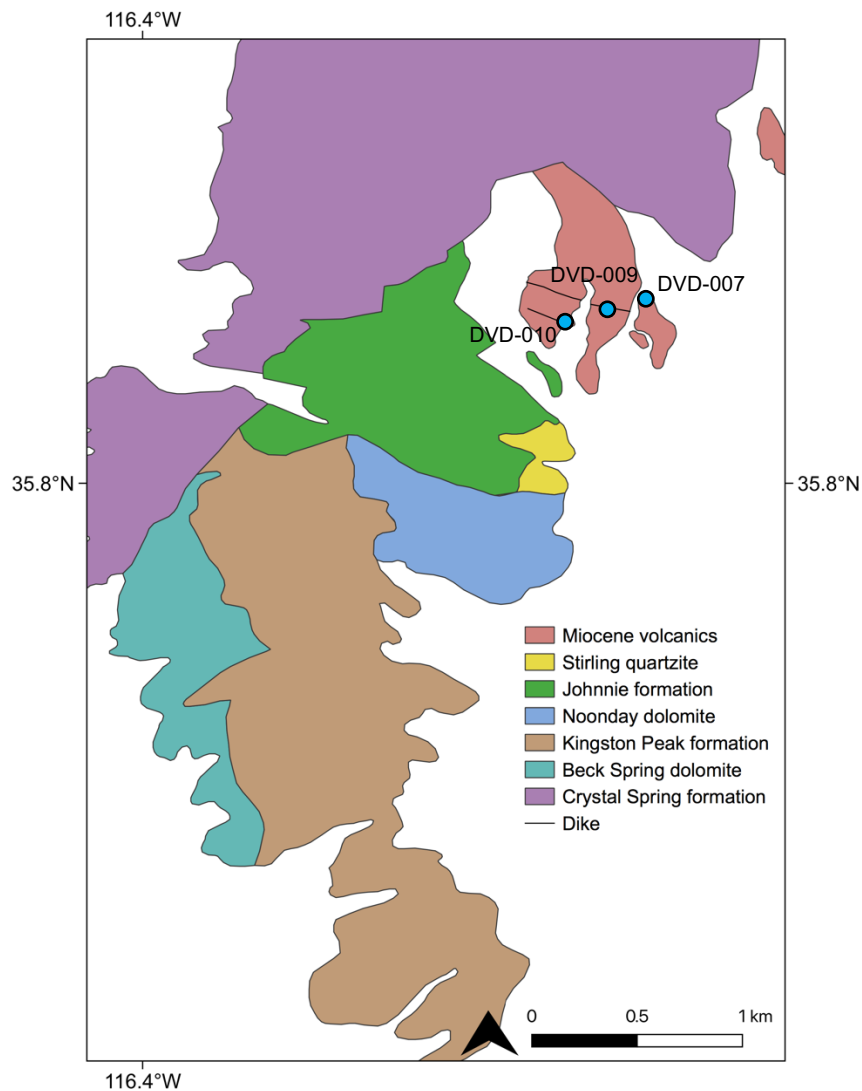 116.4°W
DVD-009
DVD-007
DVD-010
35.8°N
35.8°N
Miocene volcanics
Stirling quartzite
Johnnie formation
Noonday dolomite
Kingston Peak formation
Beck Spring dolomite
Crystal Spring formation
Dike
0 0.5 1 km
116.4°W